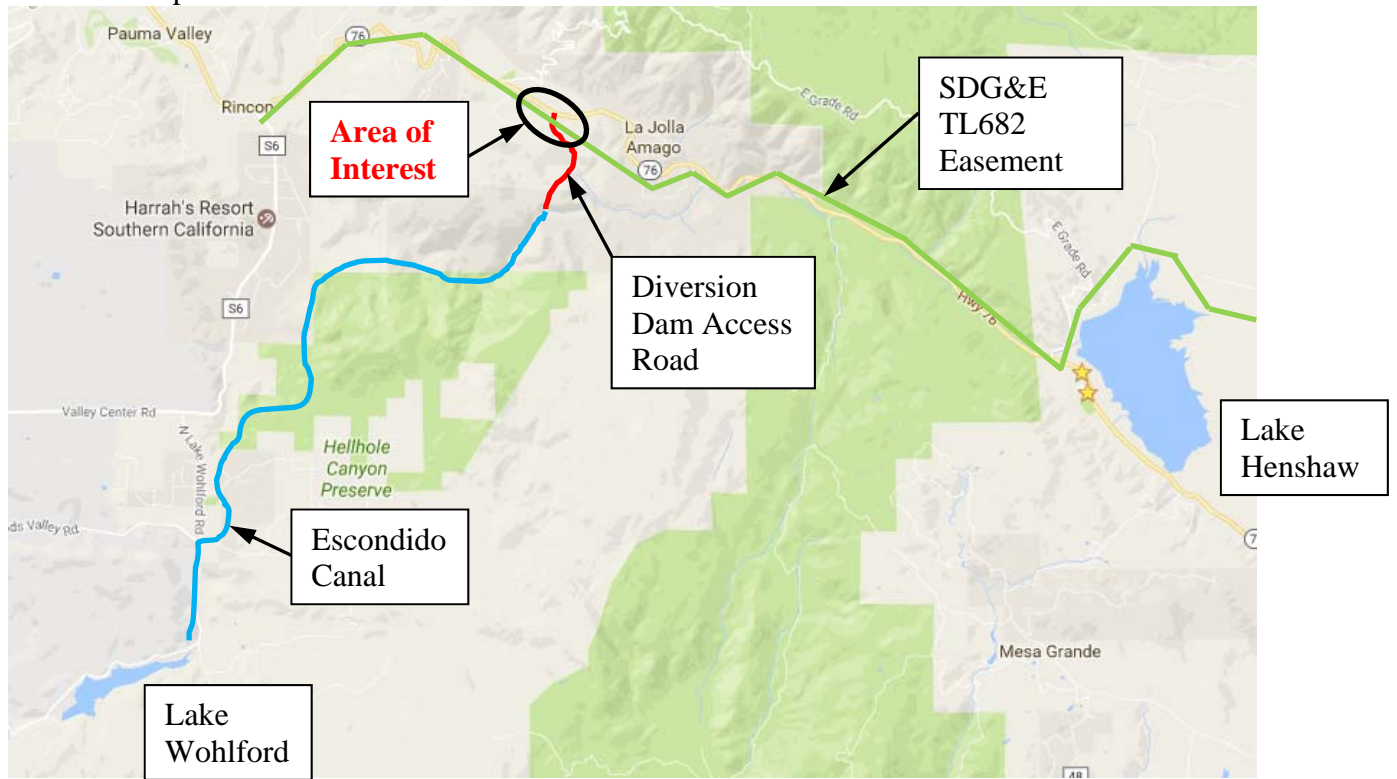 Pauma Valley
76
Rincon
S6
Area of
Interest
La Jolla
Amago
76
E Grade Rd
SDG&E
TL682
Easement
Harrah's Resort
Southern California
S6
Diversion
Dam Access
Road
E Grade Rd
Hwy 76
Lake
Henshaw
Valley Center Rd
N Lake Wohlford Rd
Hellhole
Canyon
Preserve
ds Valley Rd
Escondido
Canal
Mesa Grande
Lake
Wohlford
48